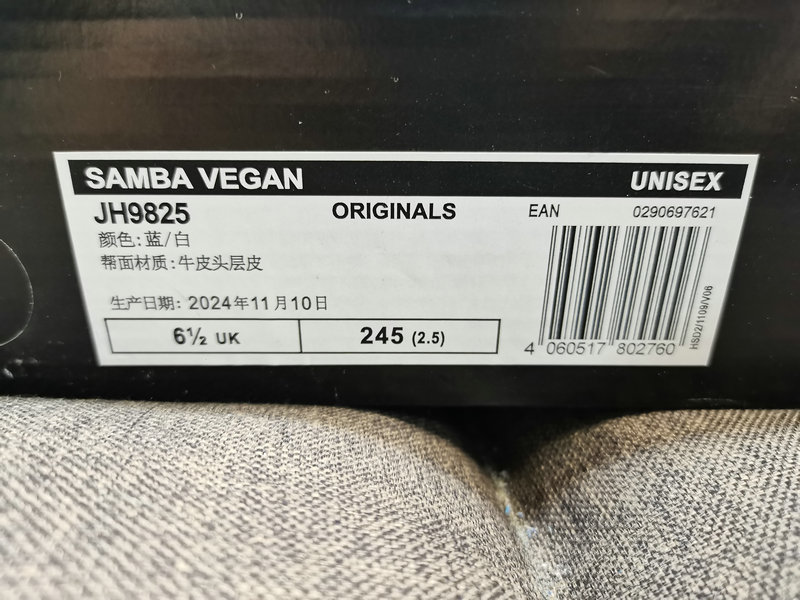 SAMBA VEGAN UNISEX
JH9825 ORIGINALS EAN 0290697621
颜色:蓝/白
帮面材质:牛皮头层皮
生产日期: 2024年11月10日
6½ UK 245 (2.5)
4 060517 802760
HSD2/1109/V06